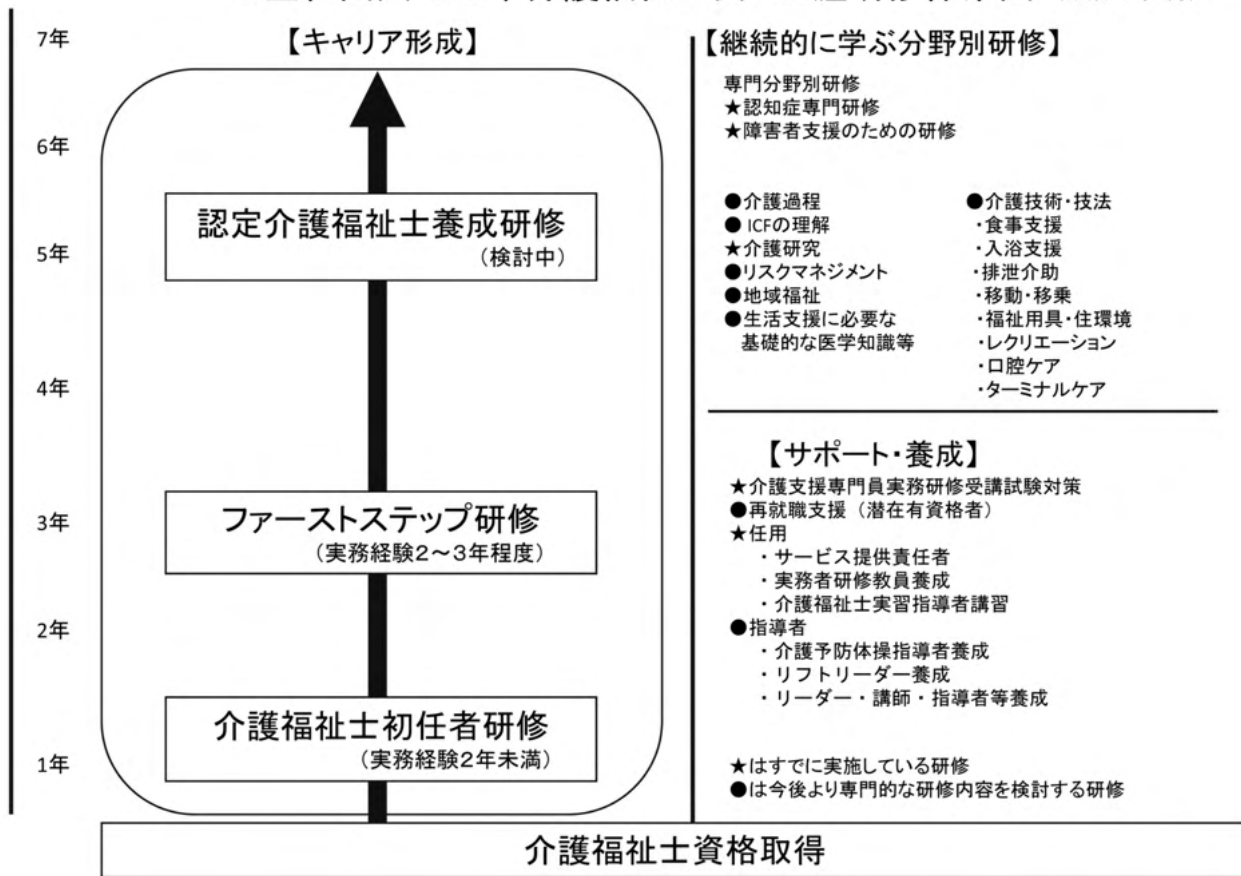 7年
6年
5年
4年
3年
2年
1年
【キャリア形成】
認定介護福祉士養成研修
(検討中)
ファーストステップ研修
(実務経験2～3年程度)
介護福祉士初任者研修
(実務経験2年未満)
【継続的に学ぶ分野別研修】
専門分野別研修
★認知症専門研修
★障害者支援のための研修
●介護過程
●ICFの理解
★介護研究
●リスクマネジメント
●地域福祉
●生活支援に必要な
基礎的な医学知識等
●介護技術・技法
・食事支援
・入浴支援
・排泄介助
・移動・移乗
・福祉用具・住環境
・レクリエーション
・口腔ケア
・ターミナルケア
【サポート・養成】
★介護支援専門員実務研修受講試験対策
●再就職支援（潜在有資格者）
★任用
・サービス提供責任者
・実務者研修教員養成
・介護福祉士実習指導者講習
●指導者
・介護予防体操指導者養成
・リフトリーダー養成
・リーダー・講師・指導者等養成
★はすでに実施している研修
●は今後より専門的な研修内容を検討する研修
介護福祉士資格取得